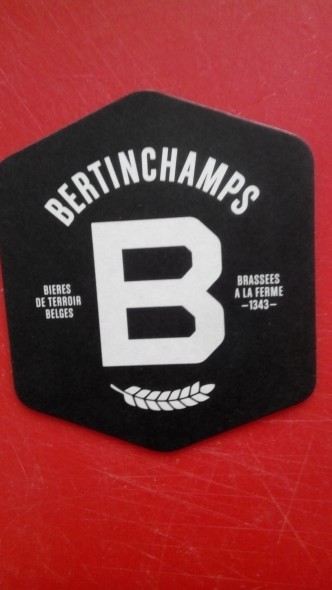 BERTINCHAMPS
B
BIERES
DE TERROIR
BELGES
BRASSEES
A LA FERME
—1343—